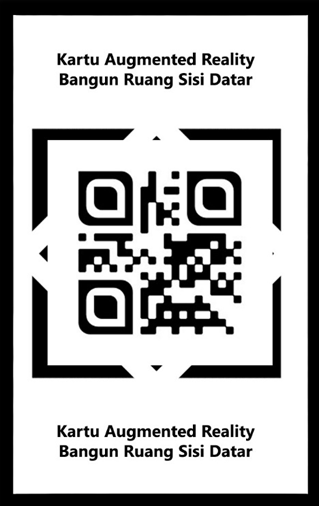 Kartu Augmented Reality
Bangun Ruang Sisi Datar
Kartu Augmented Reality
Bangun Ruang Sisi Datar